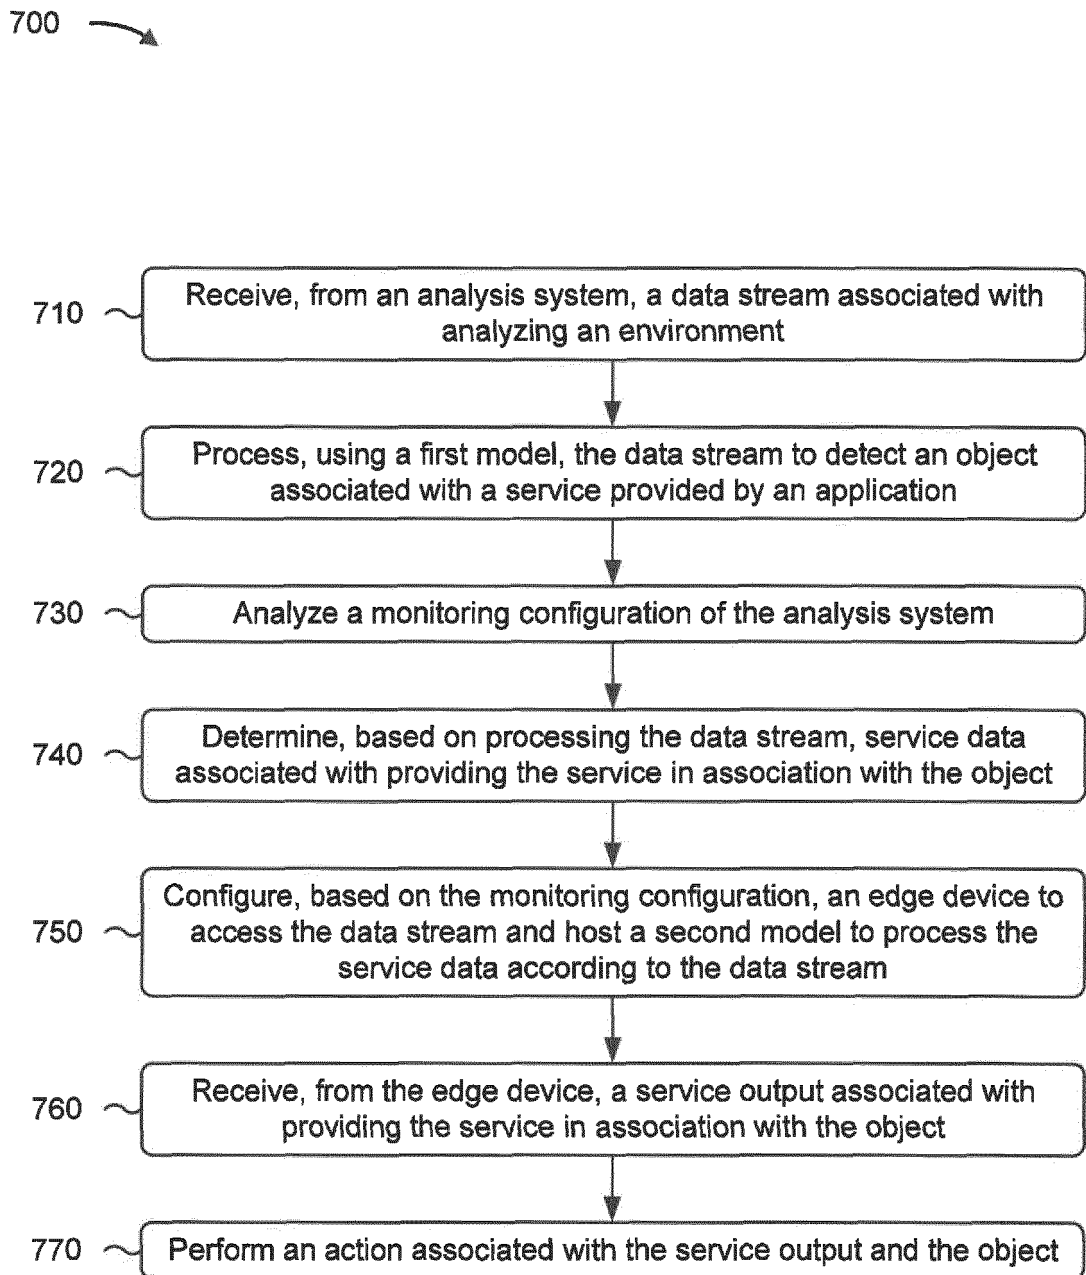 700
710
Receive, from an analysis system, a data stream associated with
analyzing an environment
720
Process, using a first model, the data stream to detect an object
associated with a service provided by an application
730
Analyze a monitoring configuration of the analysis system
740
Determine, based on processing the data stream, service data
associated with providing the service in association with the object
750
Configure, based on the monitoring configuration, an edge device to
access the data stream and host a second model to process the
service data according to the data stream
760
Receive, from the edge device, a service output associated with
providing the service in association with the object
770
Perform an action associated with the service output and the object